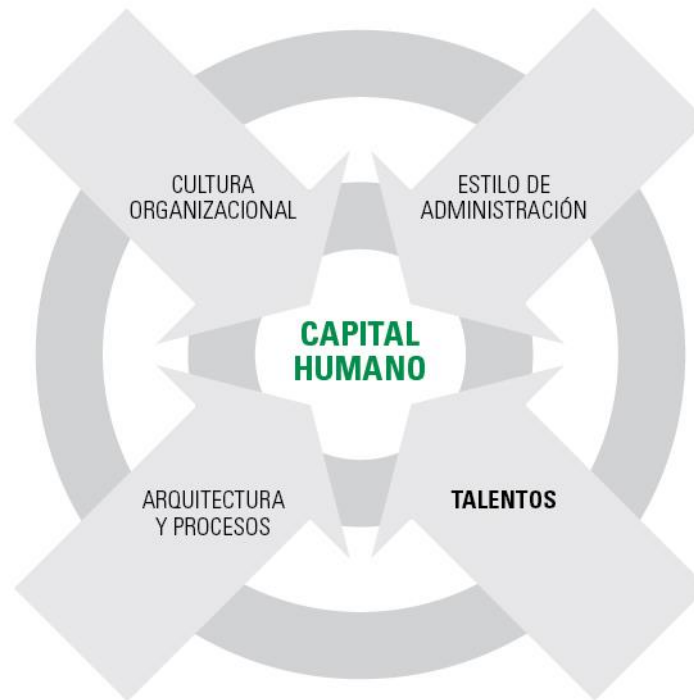 CULTURA
ORGANIZACIONAL
ESTILO DE
ADMINISTRACIÓN
CAPITAL
HUMANO
ARQUITECTURA
Y PROCESOS
TALENTOS